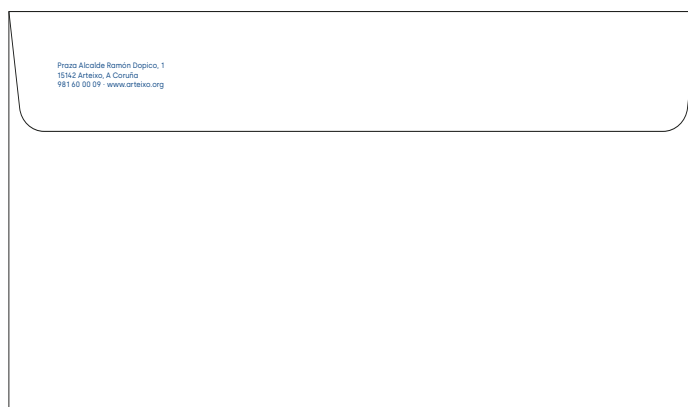 Praza Alcalde Ramón Dopico, 1
15142 Arteixo, A Coruña
981 60 00 09 · www.arteixo.org